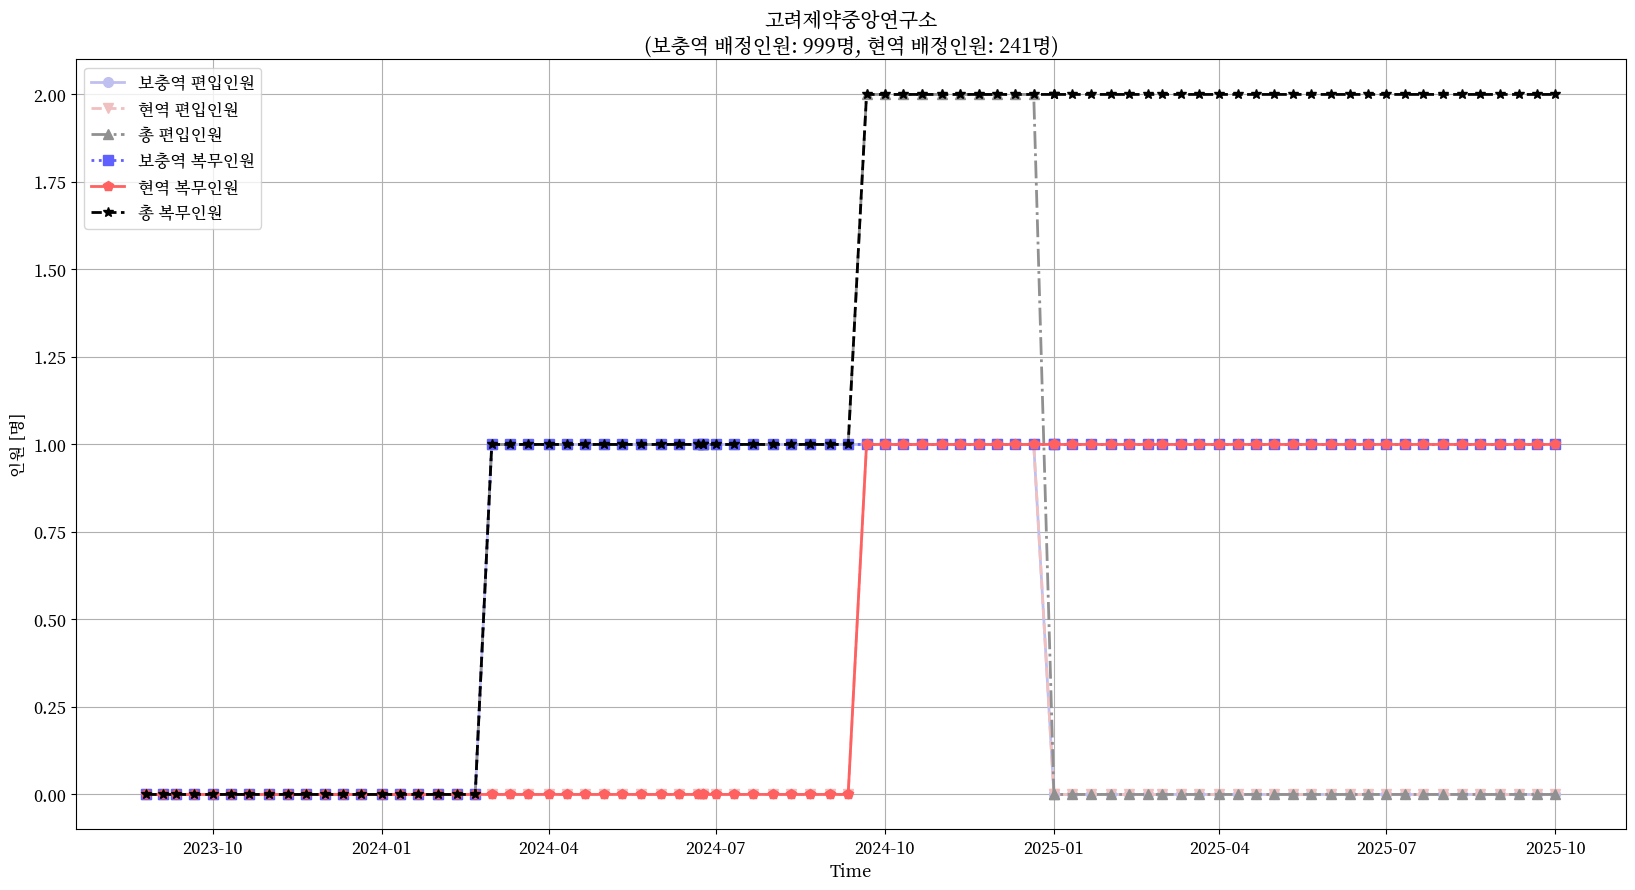 고려제약중앙연구소
(보충역 배정인원: 999명, 현역 배정인원: 241명)
보충역 편입인원
현역 편입인원
총 편입인원
보충역 복무인원
현역 복무인원
총 복무인원
인원 [명]
2.00
1.75
1.50
1.25
1.00
0.75
0.50
0.25
0.00
2023-10
2024-01
2024-04
2024-07
2024-10
2025-01
2025-04
2025-07
2025-10
Time